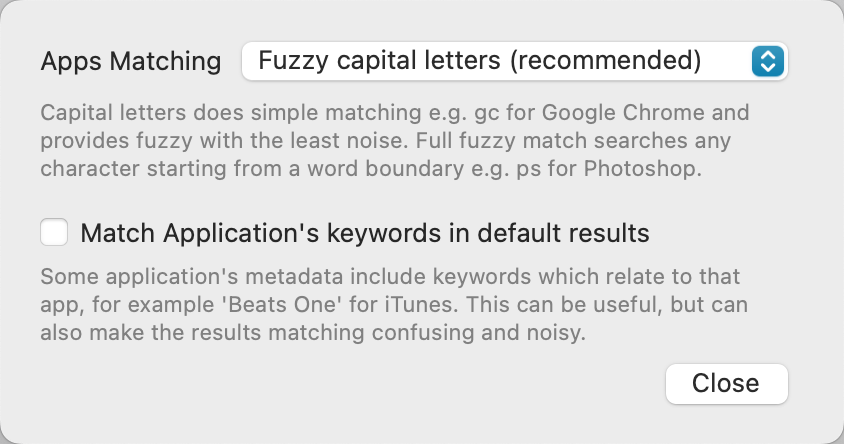 Apps Matching Fuzzy capital letters (recommended)
Capital letters does simple matching e.g. gc for Google Chrome and
provides fuzzy with the least noise. Full fuzzy match searches any
character starting from a word boundary e.g. ps for Photoshop.
Match Application's keywords in default results
Some application's metadata include keywords which relate to that
app, for example 'Beats One' for iTunes. This can be useful, but can
also make the results matching confusing and noisy.
Close